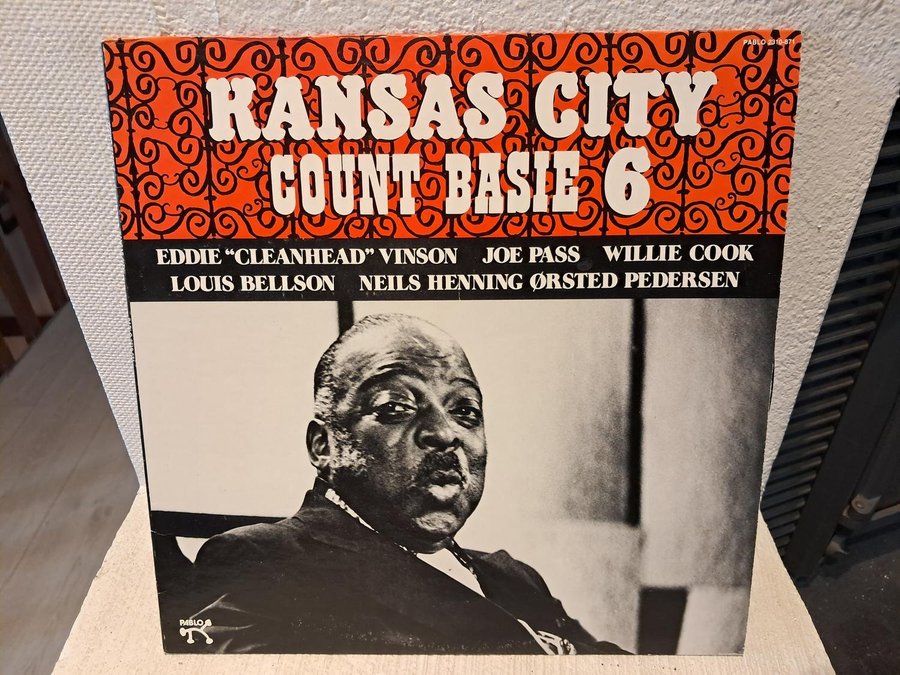 PABLO 2310-871
KANSAS CITY
COUNT BASIE 6
EDDIE "CLEANHEAD" VINSON JOE PASS WILLIE COOK
LOUIS BELLSON NEILS HENNING ØRSTED PEDERSEN
PABLO